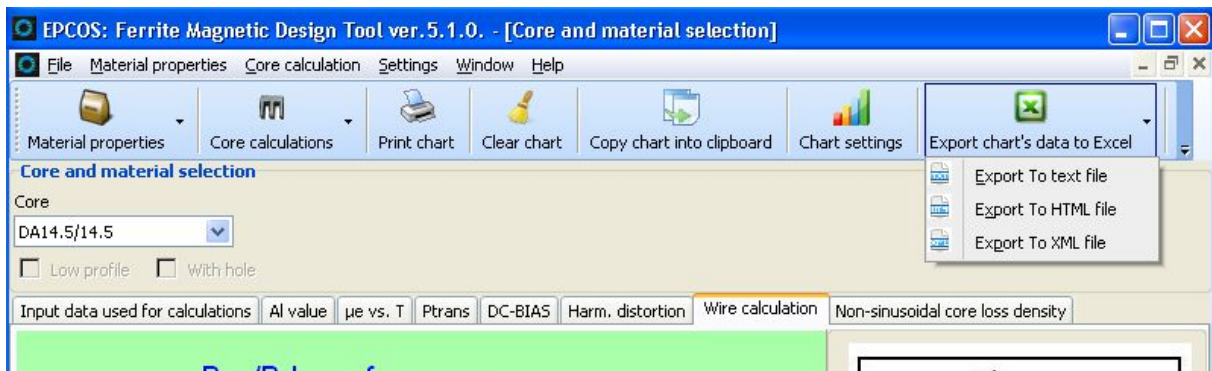 EPCOS: Ferrite Magnetic Design Tool ver.5.1.0. - [Core and material selection]
File Material properties Core calculation Settings Window Help
Material properties Core calculations Print chart Clear chart Copy chart into clipboard Chart settings Export chart's data to Excel
Export To text file
Export To HTML file
Export To XML file
Core and material selection
Core
DA14.5/14.5
Low profile With hole
Input data used for calculations Al value µe vs. T Ptrans DC-BIAS Harm. distortion Wire calculation Non-sinusoidal core loss density